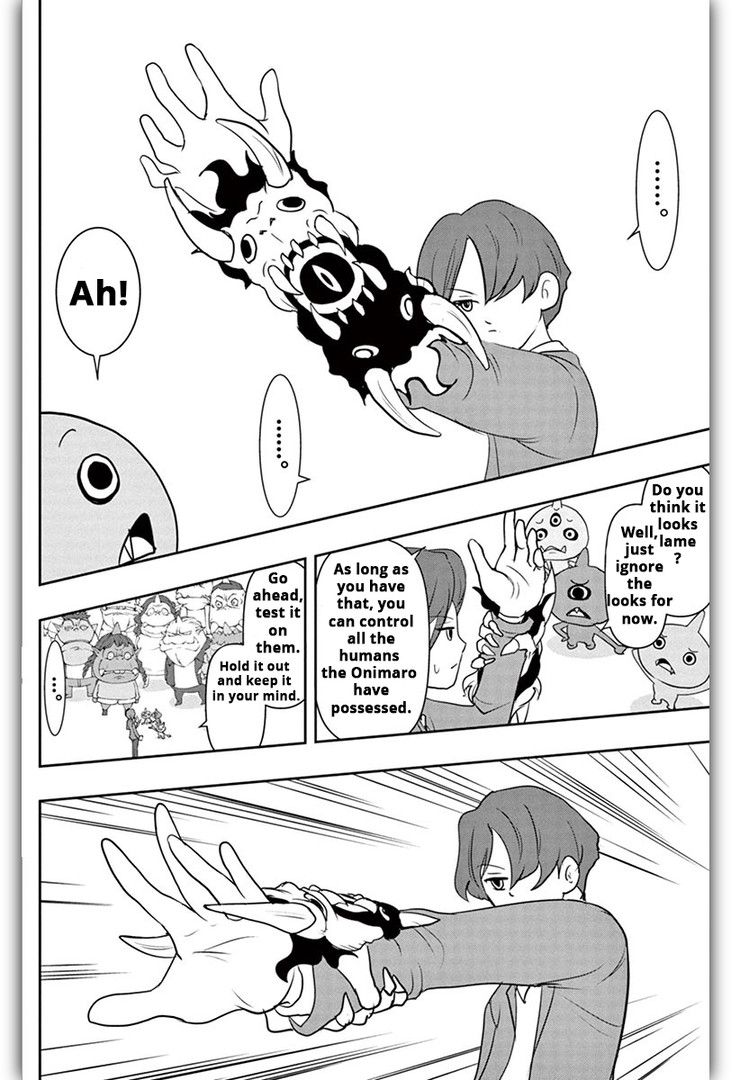 ......。
Ah!
......。
Do you
think it
looks
lame
?
Well,
just
ignore
the
looks for
now.
As long as
you have
that, you
can control
all the
humans
the Onimaro
have
possessed.
Go
ahead,
test it
on
them.
Hold it out
and keep it
in your mind.
...。